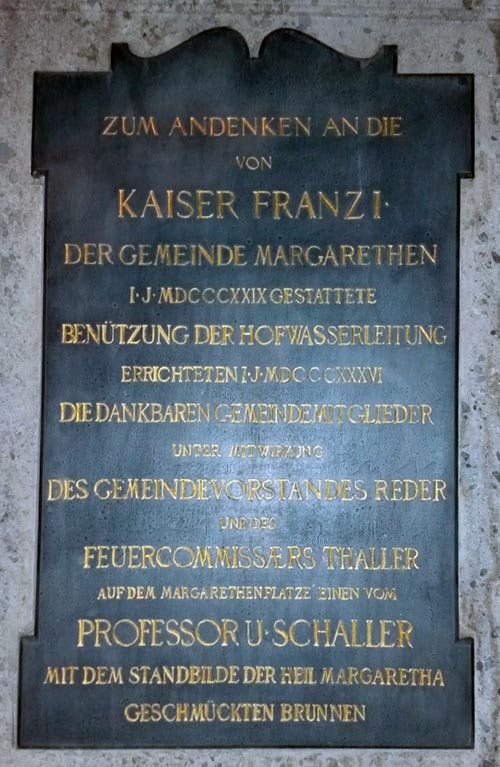 ZUM ANDENKEN AN DIE
VON
KAISER FRANZ I·
DER GEMEINDE MARGARETHEN
I·J·MDCCCXXIX GESTATTETE
BENÜTZUNG DER HOFWASSERLEITUNG
ERRICHTETEN I·J·MDCCCXXXVI
DIE DANKBAREN GEMEINDEMITGLIEDER
UNTER MITWIRKUNG
DES GEMEINDEVORSTANDES REDER
UND DES
FEUERCOMMISSÆRS THALLER
AUF DEM MARGARETHENPLATZE EINEN VOM
PROFESSOR U·SCHALLER
MIT DEM STANDBILDE DER HEIL MARGARETHA
GESCHMÜCKTEN BRUNNEN